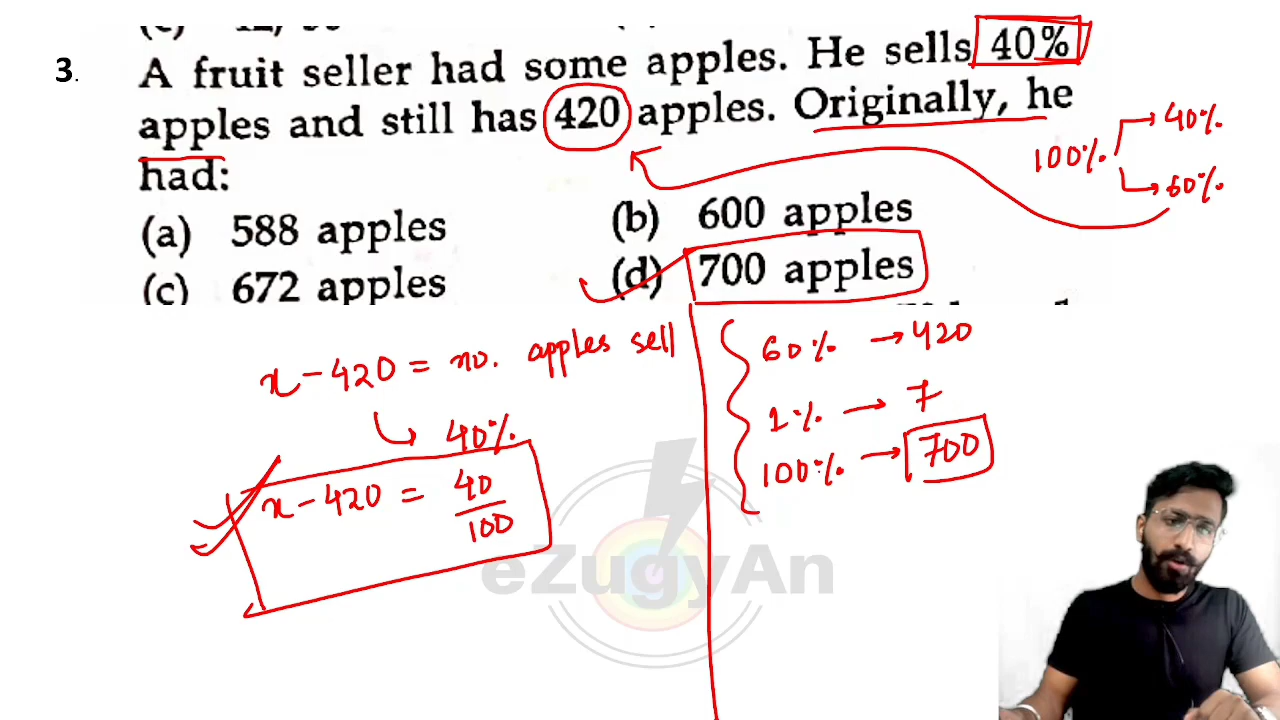 3.
A fruit seller had some apples. He sells 40%
apples and still has 420 apples. Originally, he
had:
(a) 588 apples
(b) 600 apples
(c) 672 apples
(d) 700 apples
100% → 40%
→ 60%
x - 420 = no. apples sell
→ 40%
x - 420 = 40/100
60% → 420
1% → 7
100% → 700
eZugyAn